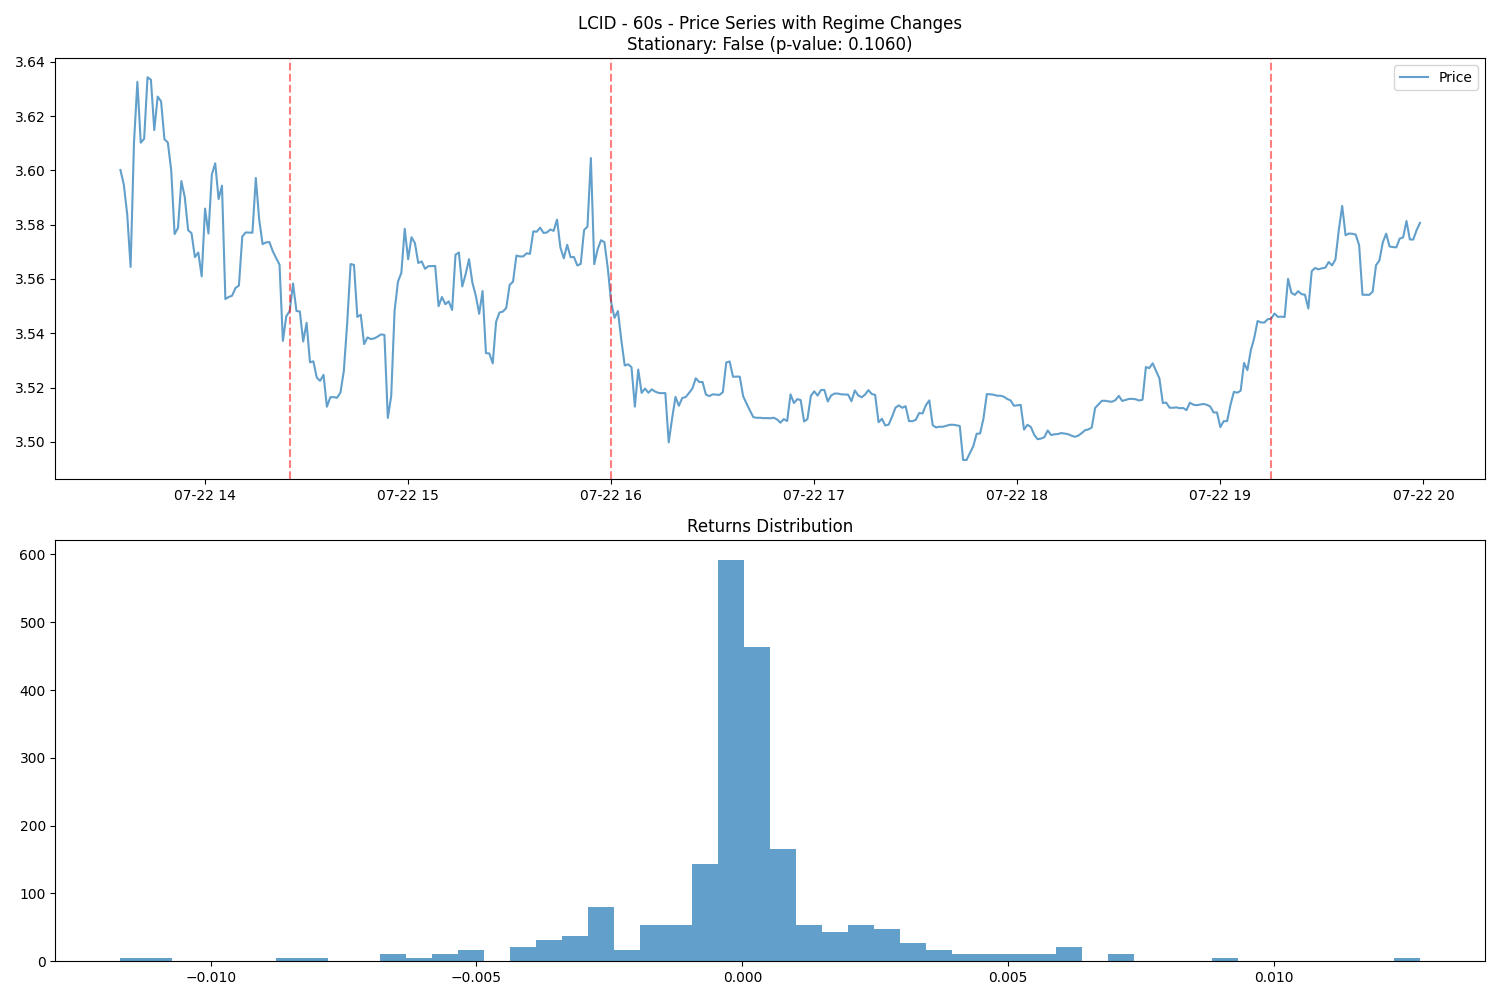 LCID - 60s - Price Series with Regime Changes
Stationary: False (p-value: 0.1060)
Price
3.64
3.62
3.60
3.58
3.56
3.54
3.52
3.50
07-22 14 07-22 15 07-22 16 07-22 17 07-22 18 07-22 19 07-22 20
Returns Distribution
600
500
400
300
200
100
0
−0.010 −0.005 0.000 0.005 0.010